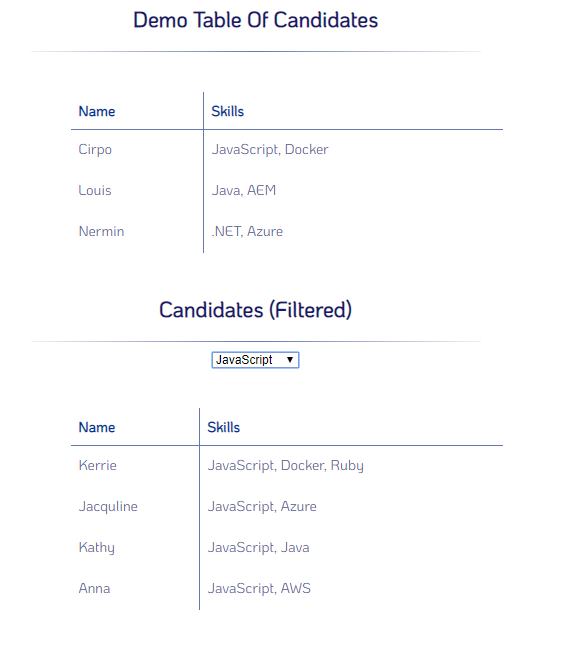 Demo Table Of Candidates
Name Skills
Cirpo JavaScript, Docker
Louis Java, AEM
Nermin .NET, Azure
Candidates (Filtered)
JavaScript
Name Skills
Kerrie JavaScript, Docker, Ruby
Jacquline JavaScript, Azure
Kathy JavaScript, Java
Anna JavaScript, AWS